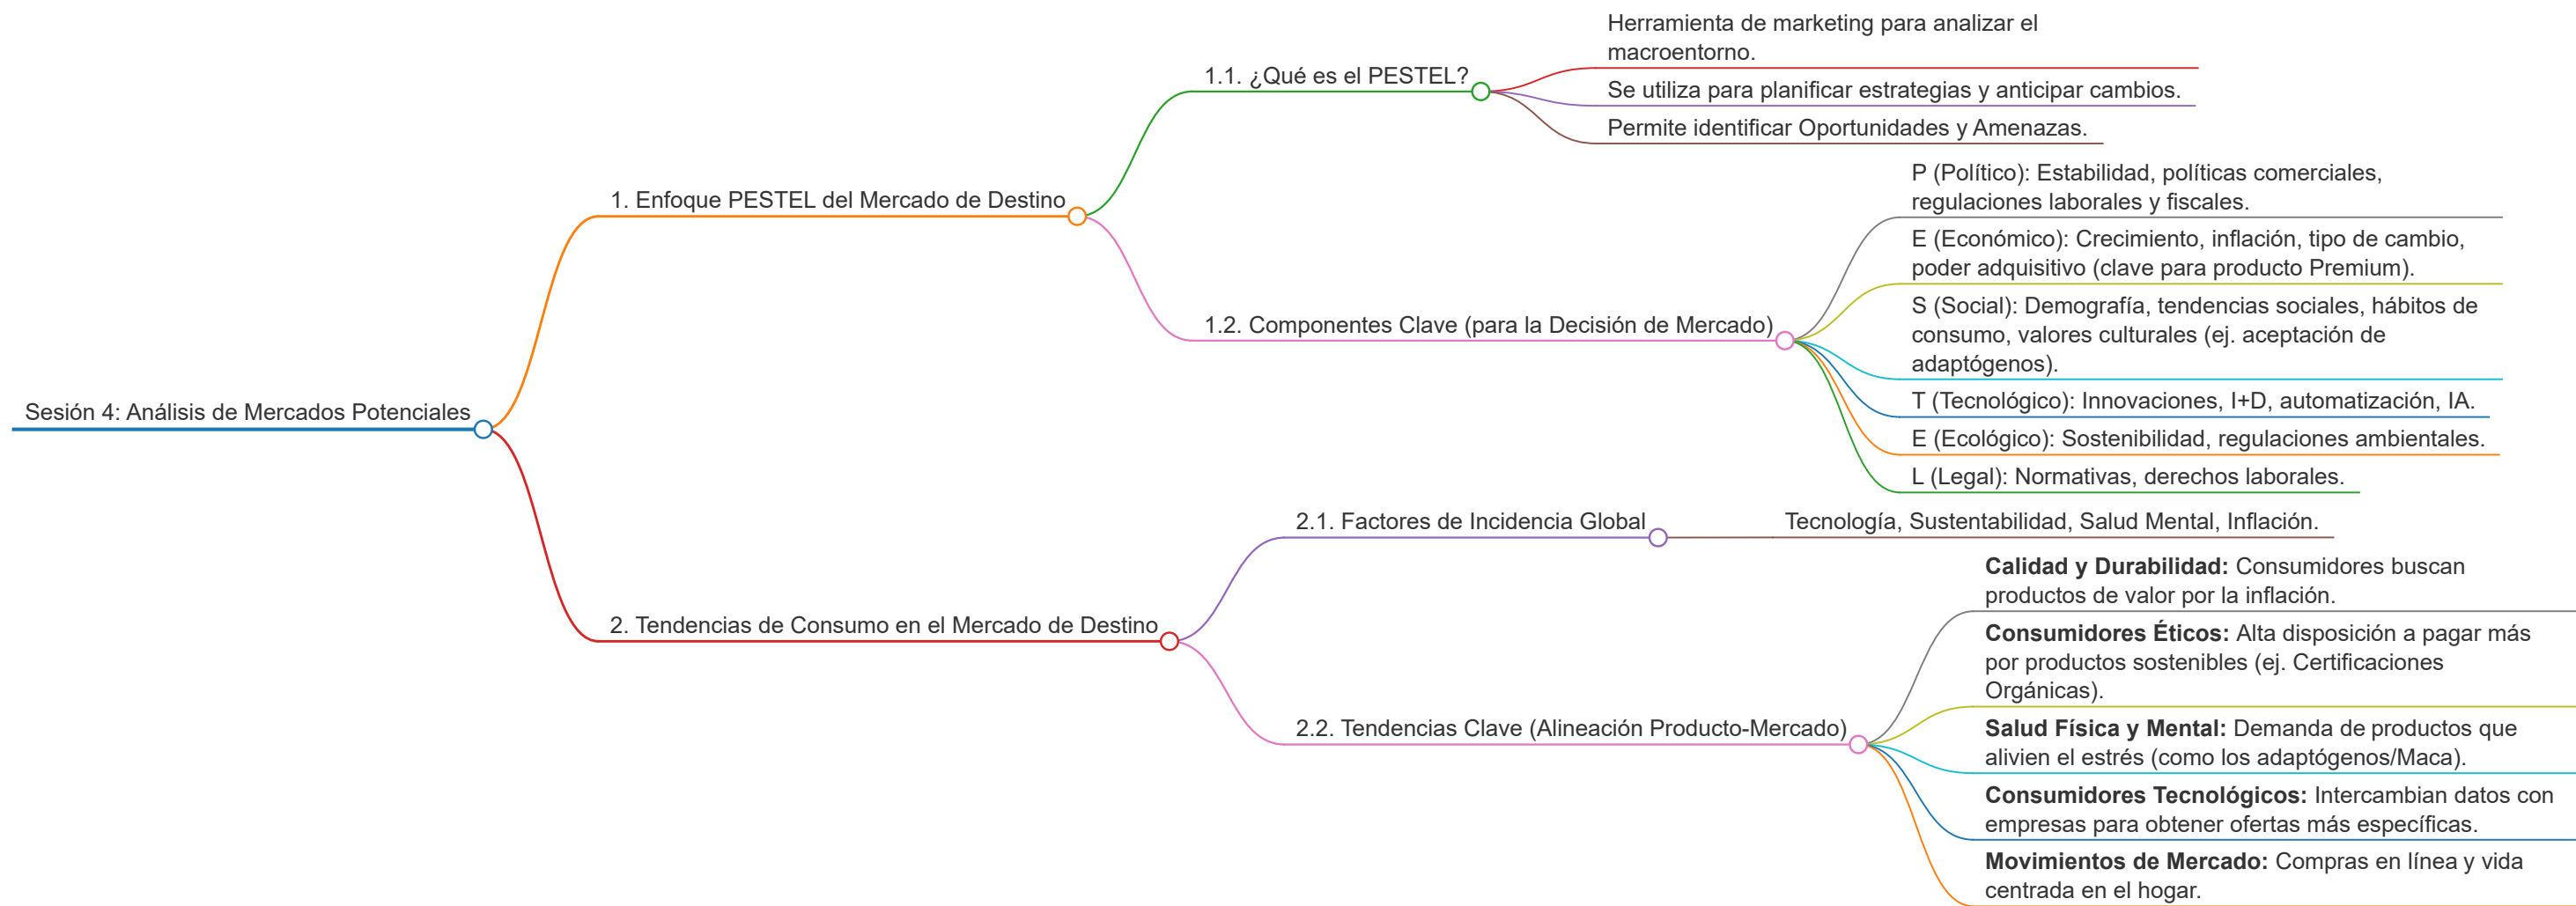 Sesión 4: Análisis de Mercados Potenciales
1. Enfoque PESTEL del Mercado de Destino
1.1. ¿Qué es el PESTEL?
Herramienta de marketing para analizar el
macroentorno.
Se utiliza para planificar estrategias y anticipar cambios.
Permite identificar Oportunidades y Amenazas.
1.2. Componentes Clave (para la Decisión de Mercado)
P (Político): Estabilidad, políticas comerciales,
regulaciones laborales y fiscales.
E (Económico): Crecimiento, inflación, tipo de cambio,
poder adquisitivo (clave para producto Premium).
S (Social): Demografía, tendencias sociales, hábitos de
consumo, valores culturales (ej. aceptación de
adaptógenos).
T (Tecnológico): Innovaciones, I+D, automatización, IA.
E (Ecológico): Sostenibilidad, regulaciones ambientales.
L (Legal): Normativas, derechos laborales.
2. Tendencias de Consumo en el Mercado de Destino
2.1. Factores de Incidencia Global
Tecnología, Sustentabilidad, Salud Mental, Inflación.
2.2. Tendencias Clave (Alineación Producto-Mercado)
Calidad y Durabilidad: Consumidores buscan
productos de valor por la inflación.
Consumidores Éticos: Alta disposición a pagar más
por productos sostenibles (ej. Certificaciones
Orgánicas).
Salud Física y Mental: Demanda de productos que
alivien el estrés (como los adaptógenos/Maca).
Consumidores Tecnológicos: Intercambian datos con
empresas para obtener ofertas más específicas.
Movimientos de Mercado: Compras en línea y vida
centrada en el hogar.